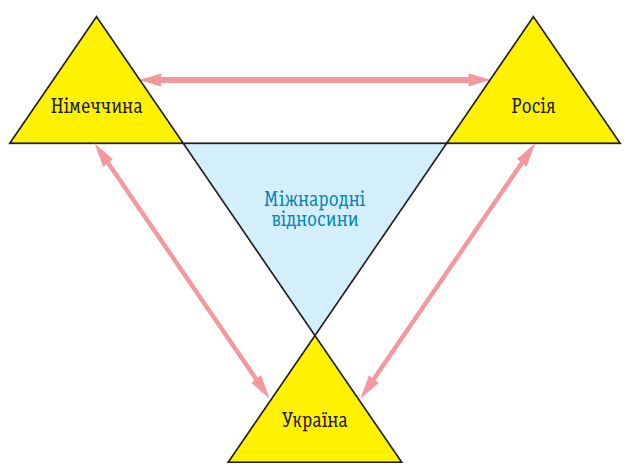 Німеччина
Росія
Міжнародні
відносини
Україна